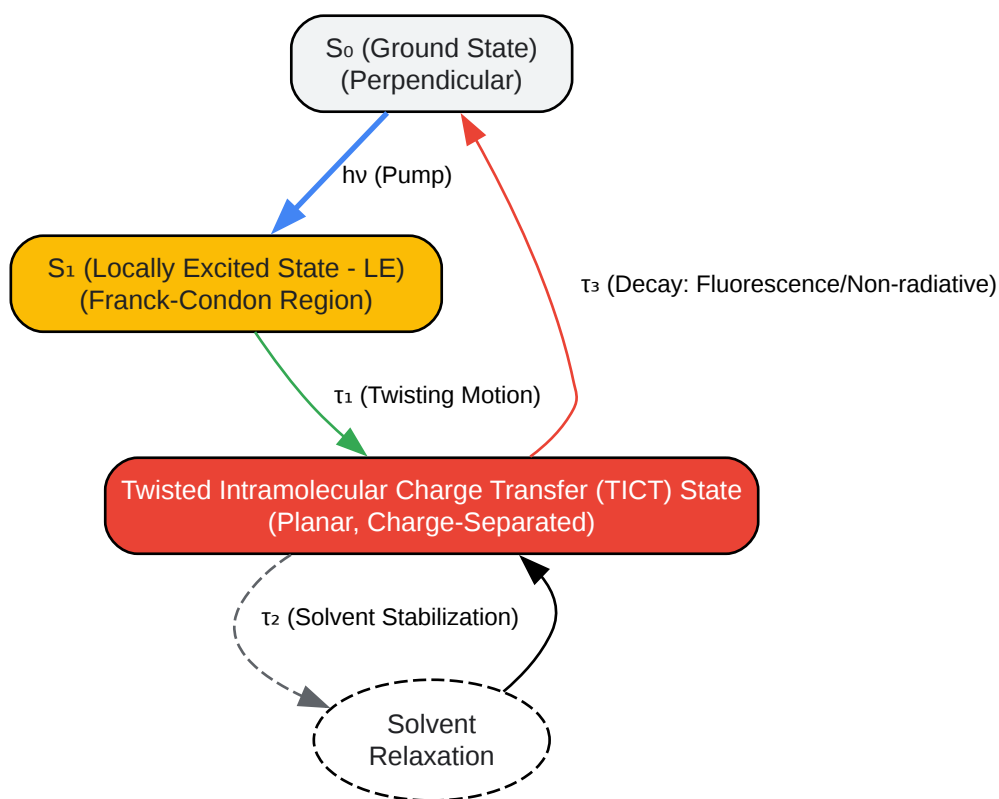 S₀ (Ground State)
(Perpendicular)
hν (Pump)
S₁ (Locally Excited State - LE)
(Franck-Condon Region)
τ₃ (Decay: Fluorescence/Non-radiative)
τ₁ (Twisting Motion)
Twisted Intramolecular Charge Transfer (TICT) State
(Planar, Charge-Separated)
τ₂ (Solvent Stabilization)
Solvent
Relaxation